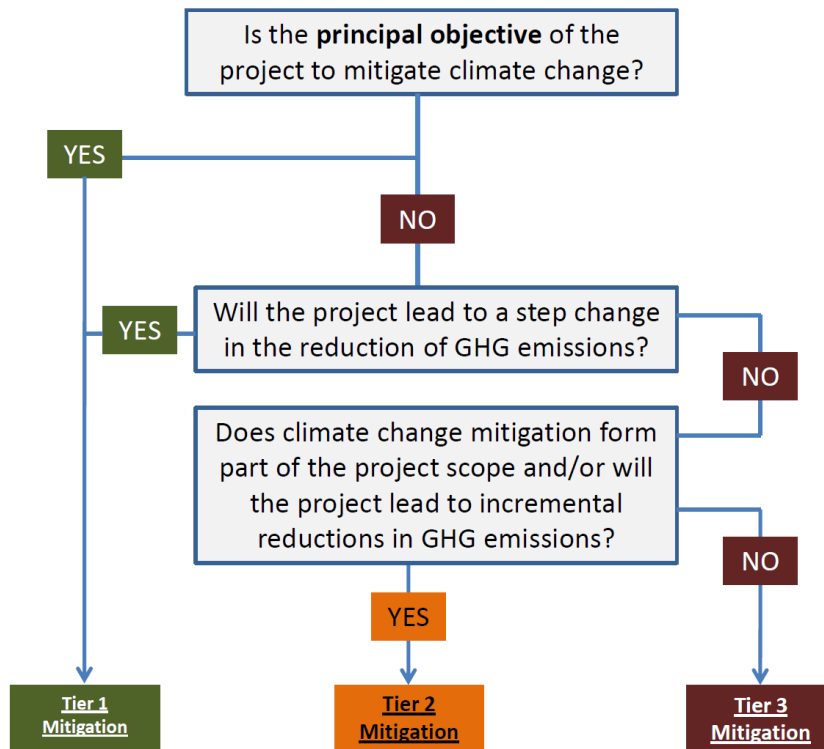 Is the principal objective of the
project to mitigate climate change?
YES
NO
YES
Will the project lead to a step change
in the reduction of GHG emissions?
NO
Does climate change mitigation form
part of the project scope and/or will
the project lead to incremental
reductions in GHG emissions?
NO
YES
Tier 1
Mitigation
Tier 2
Mitigation
Tier 3
Mitigation